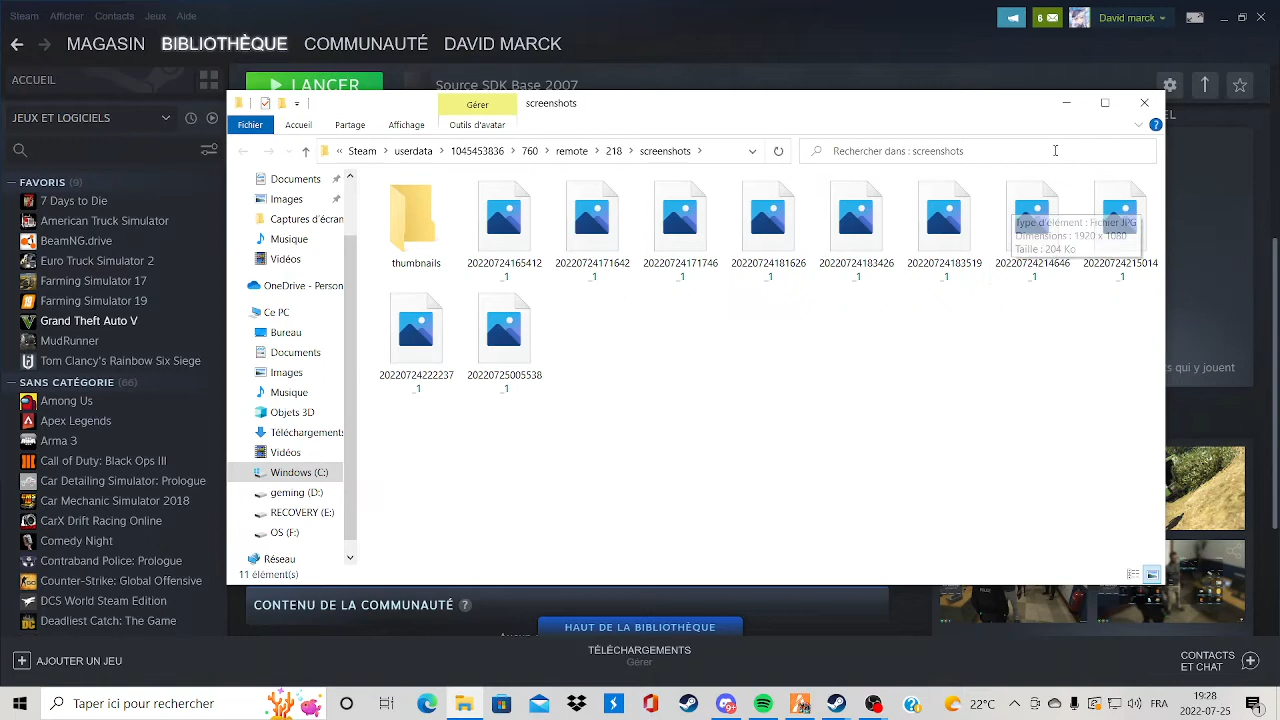 Steam Afficher Contacts Jeux Aide
6
David marck
MAGASIN BIBLIOTHÈQUE COMMUNAUTÉ DAVID MARCK
ACCUEIL
LANCER
Source SDK Base 2007
JEUX ET LOGICIELS
FAVORIS (9)
7 Days to Die
American Truck Simulator
BeamNG.drive
Euro Truck Simulator 2
Farming Simulator 17
Farming Simulator 19
Grand Theft Auto V
MudRunner
Tom Clancy's Rainbow Six Siege
SANS CATÉGORIE (66)
Among Us
Apex Legends
Arma 3
Call of Duty: Black Ops III
Car Detailing Simulator: Prologue
Car Mechanic Simulator 2018
CarX Drift Racing Online
Comedy Night
Contraband Police: Prologue
Counter-Strike: Global Offensive
DCS World Steam Edition
Deadliest Catch: The Game
Gérer
screenshots
Fichier Accueil Partage Affichage Outils d'avatar
« Steam > userdata > 1045453836 > 760 > remote > 218 > screenshots >
Rechercher dans : screenshots
Documents
Images
Captures d'écran
Musique
Vidéos
OneDrive - Person
Ce PC
Bureau
Documents
Images
Musique
Objets 3D
Téléchargements
Vidéos
Windows (C:)
geming (D:)
RECOVERY (E:)
OS (F:)
Réseau
Type d'élément : Fichier JPG
Dimensions : 1920 x 1080
Taille : 204 Ko
thumbnails
20220724165412
_1
20220724171642
_1
20220724171746
_1
20220724181626
_1
20220724183426
_1
20220724183519
_1
20220724214646
_1
20220724215014
_1
20220724222237
_1
20220725005538
_1
11 élément(s)
EL
ts qui y jouent
CONTENU DE LA COMMUNAUTÉ ?
HAUT DE LA BIBLIOTHÈQUE
AJOUTER UN JEU
TÉLÉCHARGEMENTS
Gérer
CONTACTS
ET CHAT
Taper ici pour rechercher
22°C
FR
19:28
2022-07-25
1